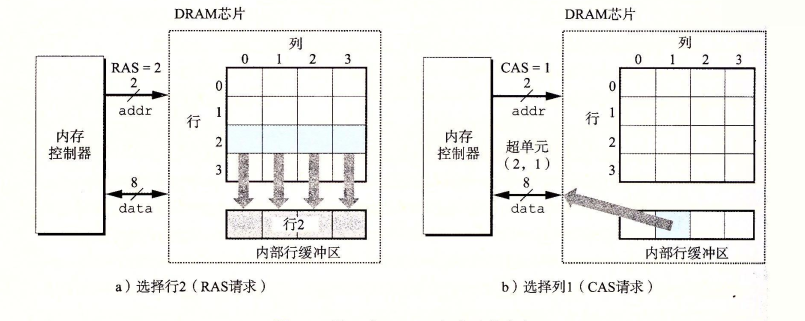 DRAM芯片
列
0 1 2 3
RAS = 2
2
addr
内存
控制器
行
0
1
2
3
8
data
行2
内部行缓冲区
a）选择行2（RAS请求）
DRAM芯片
列
0 1 2 3
CAS = 1
2
addr
内存
控制器
行
0
1
2
3
超单元
（2，1）
8
data
内部行缓冲区
b）选择列1（CAS请求）